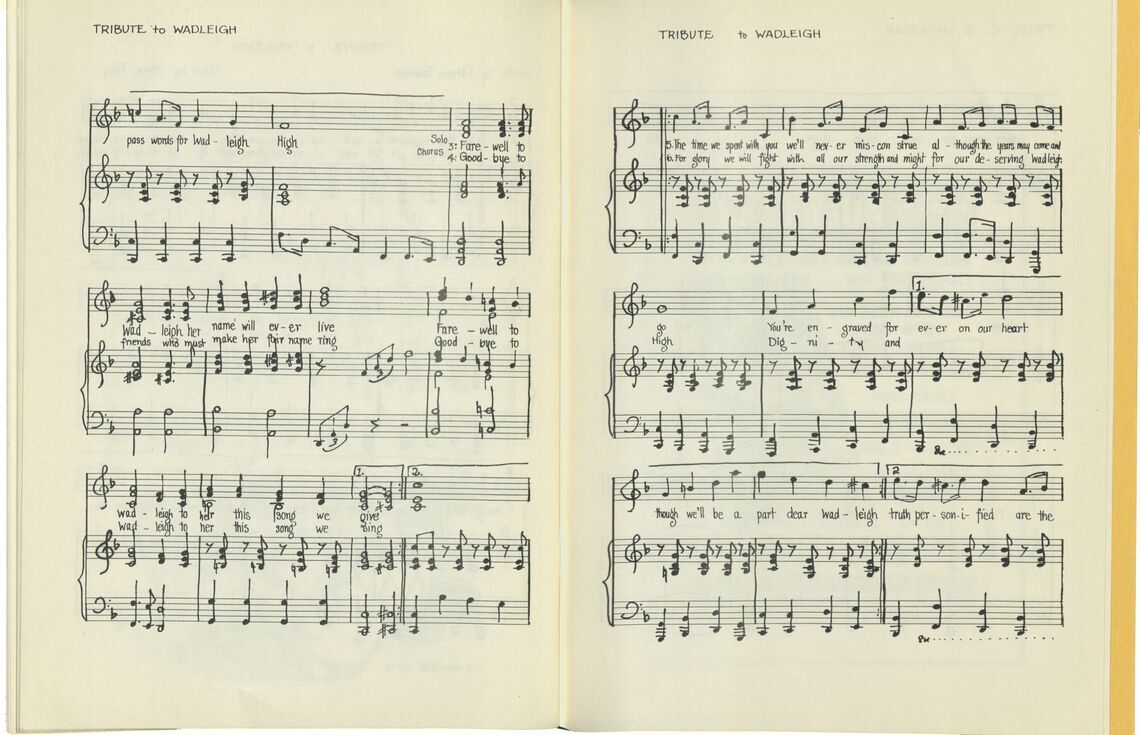 TRIBUTE to WADLEIGH
pass words for Wad - leigh High
Solo 3: Fare - well to
Chorus 4: Good - bye to
Wad - leigh her name will ev - er live Fare - well to
friends who must make her fair name ring Good - bye to
1. 2.
wad - leigh to her this song we give
wad - leigh to her this song we sing
TRIBUTE to WADLEIGH
5. The time we spent with you we'll nev - er mis - con strue al - though the years may come and
6. For glory we will fight with all our strength and might for our de - serving Wadleigh
1.
go You're en - graved for ev - er on our heart
High Dig - ni - ty and
8va
2
though we'll be a part dear Wad - leigh truth per - son - i - fied are the
8va